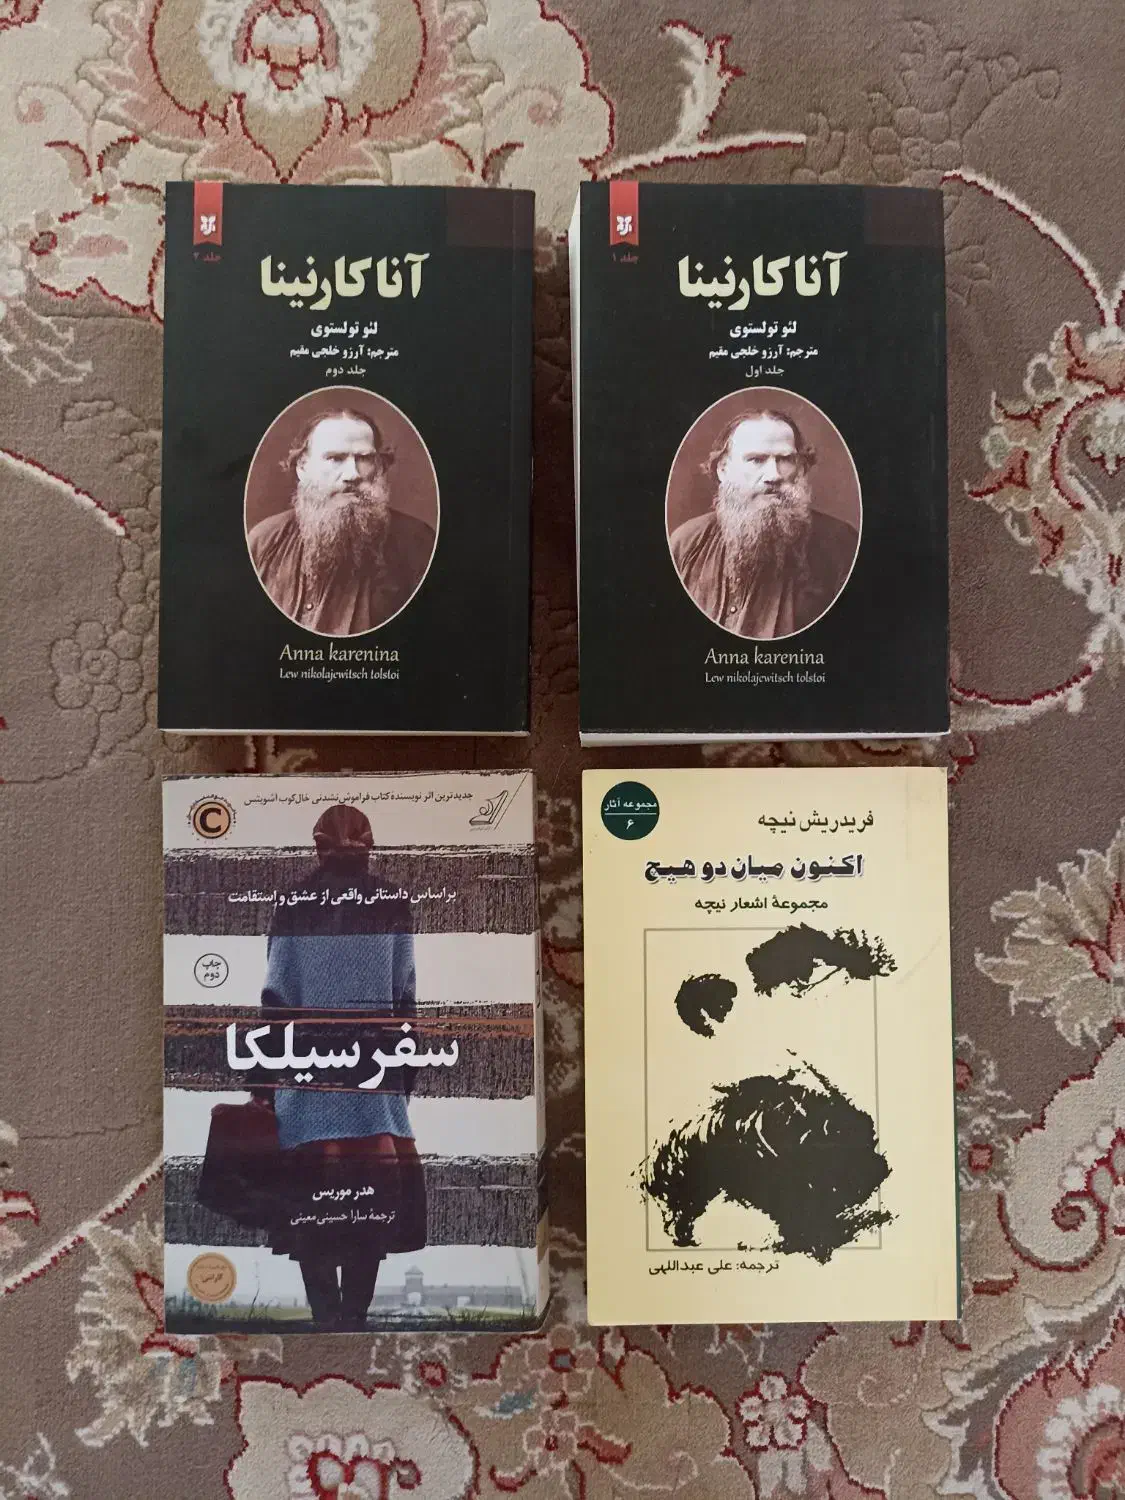 جلد ۱
آنا کارنینا
لئو تولستوی
مترجم: آرزو خلجی مقیم
جلد اول
Anna karenina
Lew nikolajewitsch tolstoi
جلد ۲
آنا کارنینا
لئو تولستوی
مترجم: آرزو خلجی مقیم
جلد دوم
Anna karenina
Lew nikolajewitsch tolstoi
مجموعه آثار
۶
فریدریش نیچه
اکنون میان دو هیچ
مجموعهٔ اشعار نیچه
ترجمه: علی عبداللهی
جدیدترین اثر نویسندهٔ کتاب فراموش نشدنی خال‌کوب آشویتس
C
براساس داستانی واقعی از عشق و استقامت
چاپ
دوم
سفر سیلکا
هدر موریس
ترجمهٔ سارا حسینی معینی